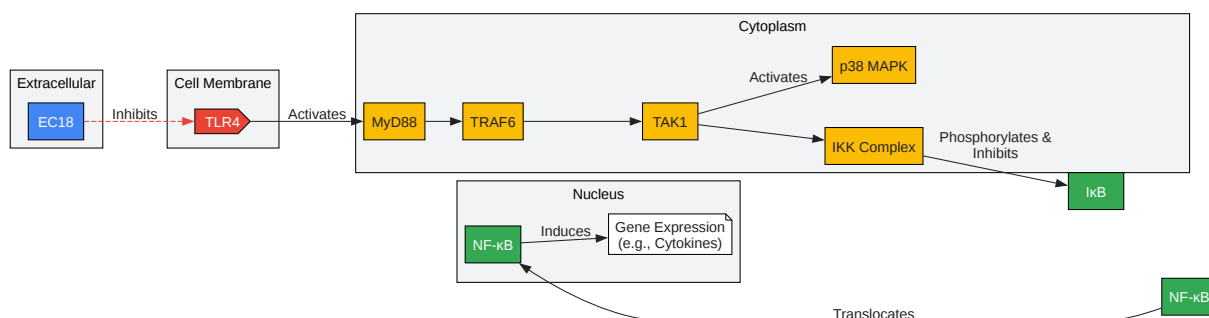 Cytoplasm
Extracellular
EC18
Inhibits
Cell Membrane
TLR4
Activates
MyD88
TRAF6
TAK1
Activates
p38 MAPK
IKK Complex
Phosphorylates &
Inhibits
IκB
Nucleus
NF-κB
Induces
Gene Expression
(e.g., Cytokines)
Translocates
NF-κB